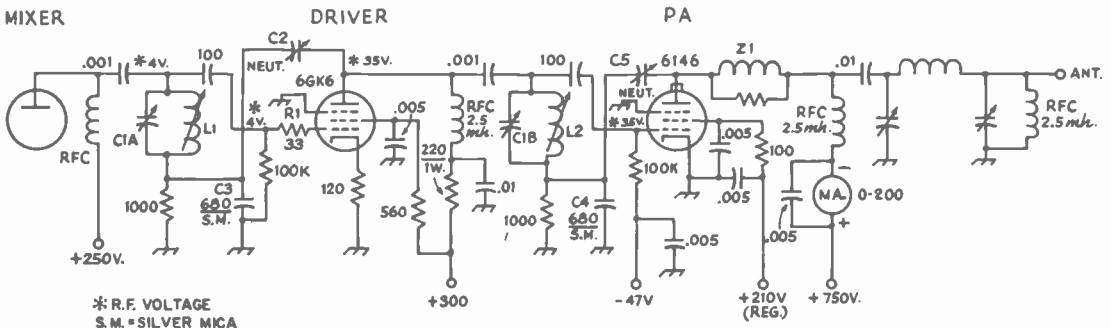 MIXER
DRIVER
PA
C2
NEUT.
6GK6
.001
* 4V.
100
C1A
L1
RFC
1000
+250V.
* 4V.
R1
33
100K
C3
680
S.M.
120
* 35V.
.005
560
220
1W.
RFC
2.5mh.
.01
+300
.001
100
C1B
L2
1000
C4
680
S.M.
C5
NEUT.
6146
* 35V.
100K
.005
-47V
.005
.005
100
+210V
(REG.)
Z1
RFC
2.5mh.
.01
-
MA.
0-200
+
.005
+750V.
RFC
2.5mh.
ANT.
* R.F. VOLTAGE
S.M. = SILVER MICA